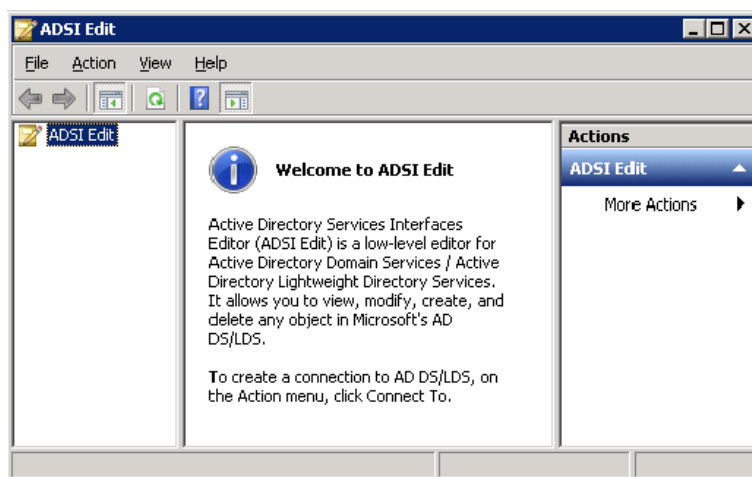 ADSI Edit
File Action View Help
ADSI Edit
Welcome to ADSI Edit
Active Directory Services Interfaces
Editor (ADSI Edit) is a low-level editor for
Active Directory Domain Services / Active
Directory Lightweight Directory Services.
It allows you to view, modify, create, and
delete any object in Microsoft's AD
DS/LDS.
To create a connection to AD DS/LDS, on
the Action menu, click Connect To.
Actions
ADSI Edit
More Actions